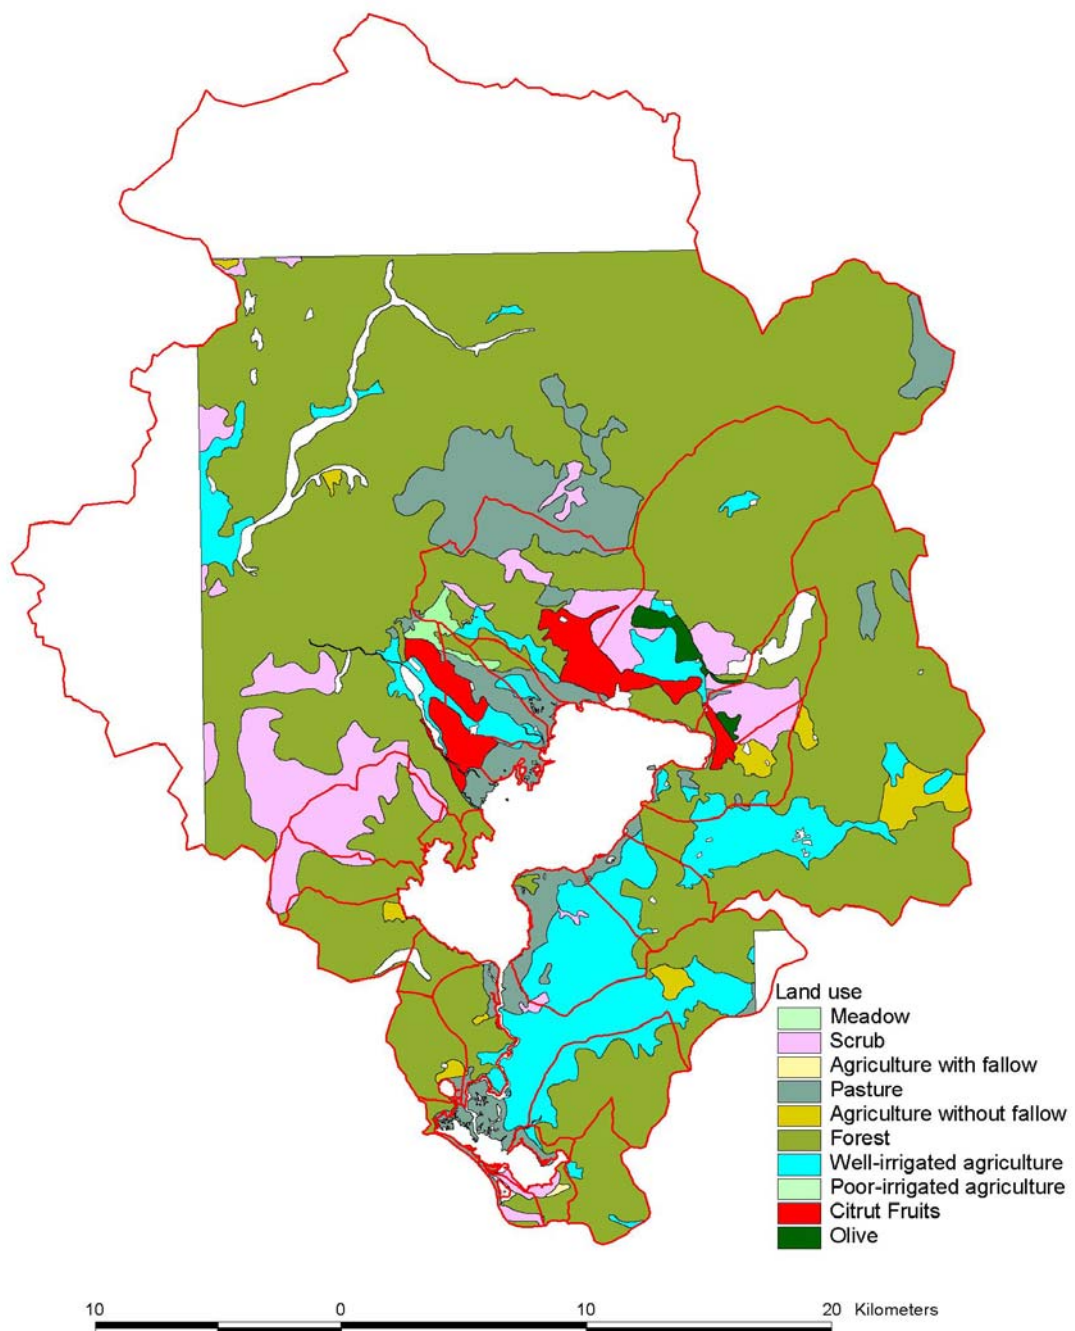 Land use
Meadow
Scrub
Agriculture with fallow
Pasture
Agriculture without fallow
Forest
Well-irrigated agriculture
Poor-irrigated agriculture
Citrut Fruits
Olive
10 0 10 20 Kilometers